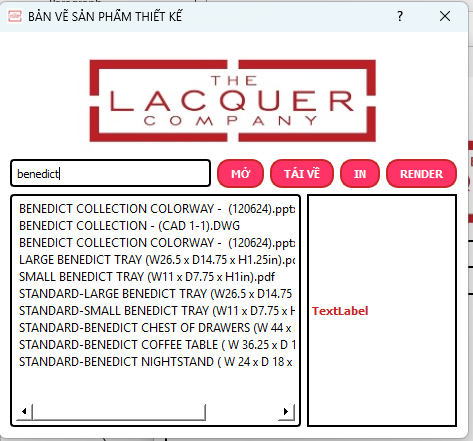 BẢN VẼ SẢN PHẨM THIẾT KẾ
THE
LACQUER
COMPANY
benedict
MỞ
TẢI VỀ
IN
RENDER
BENEDICT COLLECTION COLORWAY - (120624).ppt
BENEDICT COLLECTION - (CAD 1-1).DWG
BENEDICT COLLECTION COLORWAY - (120624).ppt
LARGE BENEDICT TRAY (W26.5 x D14.75 x H1.25in).p
SMALL BENEDICT TRAY (W11 x D7.75 x H1in).pdf
STANDARD-LARGE BENEDICT TRAY (W26.5 x D14.75
STANDARD-SMALL BENEDICT TRAY (W11 x D7.75 x H
STANDARD-BENEDICT CHEST OF DRAWERS (W 44 x
STANDARD-BENEDICT COFFEE TABLE ( W 36.25 x D 1
STANDARD-BENEDICT NIGHTSTAND ( W 24 x D 18 x
TextLabel